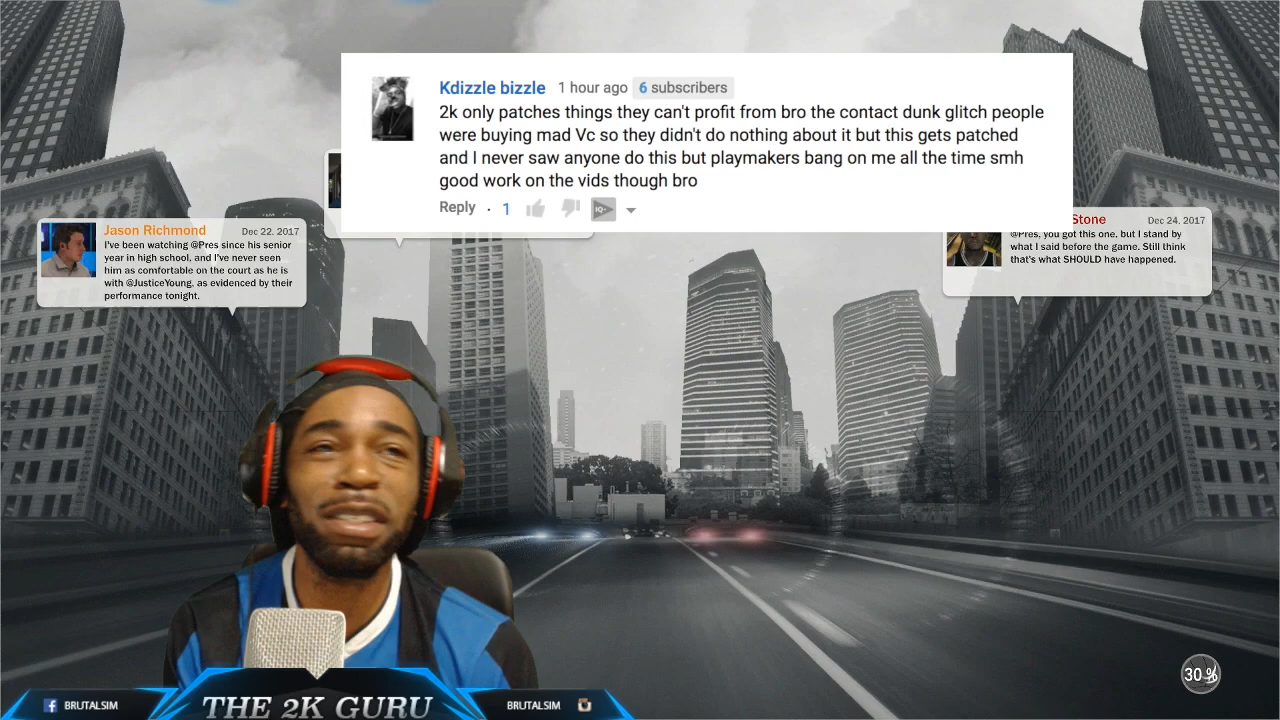 Kdizzle bizzle 1 hour ago 6 subscribers
2k only patches things they can't profit from bro the contact dunk glitch people
were buying mad Vc so they didn't do nothing about it but this gets patched
and I never saw anyone do this but playmakers bang on me all the time smh
good work on the vids though bro
Reply · 1
IQ
Jason Richmond Dec 22. 2017
I've been watching @Pres since his senior
year in high school. and I've never seen
him as comfortable on the court as he is
with @JusticeYoung. as evidenced by their
performance tonight.
Stone Dec 24. 2017
@Pres. you got this one. but I stand by
what I said before the game. Still think
that's what SHOULD have happened.
30 %
BRUTALSIM
THE 2K GURU
BRUTALSIM